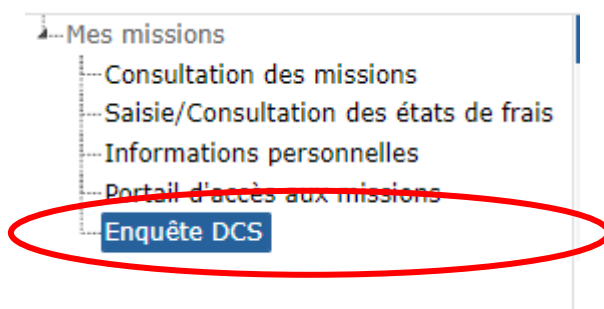 Mes missions
Consultation des missions
Saisie/Consultation des états de frais
Informations personnelles
Portail d'accès aux missions
Enquête DCS